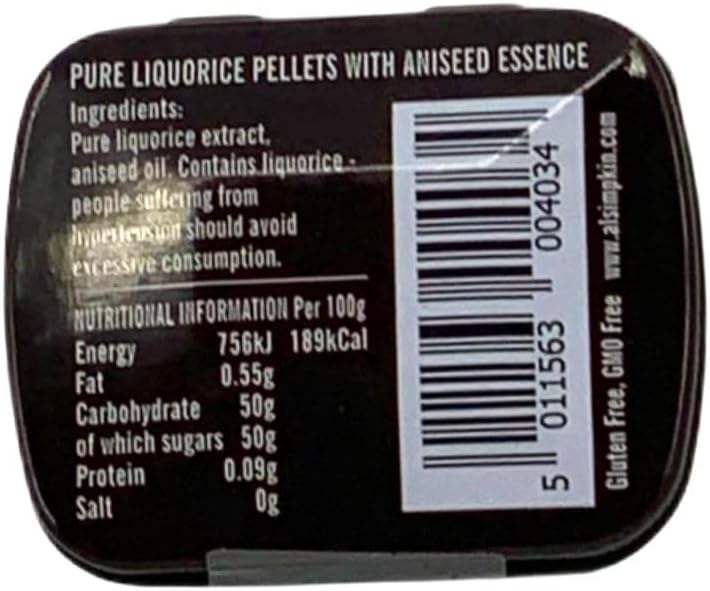 PURE LIQUORICE PELLETS WITH ANISEED ESSENCE
Ingredients:
Pure liquorice extract,
aniseed oil. Contains liquorice -
people suffering from
hypertension should avoid
excessive consumption.
NUTRITIONAL INFORMATION Per 100g
Energy 756kJ 189kCal
Fat 0.55g
Carbohydrate 50g
of which sugars 50g
Protein 0.09g
Salt 0g
5 011563 004034
Gluten Free, GMO Free www.alsimpkin.com